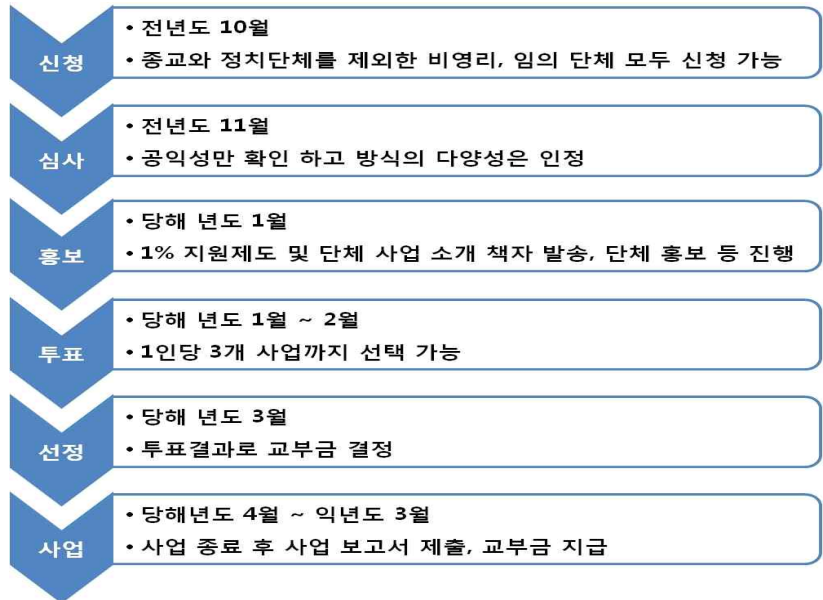 신청
• 전년도 10월
• 종교와 정치단체를 제외한 비영리, 임의 단체 모두 신청 가능
심사
• 전년도 11월
• 공익성만 확인 하고 방식의 다양성은 인정
홍보
• 당해 년도 1월
• 1% 지원제도 및 단체 사업 소개 책자 발송, 단체 홍보 등 진행
투표
• 당해 년도 1월 ~ 2월
• 1인당 3개 사업까지 선택 가능
선정
• 당해 년도 3월
• 투표결과로 교부금 결정
사업
• 당해년도 4월 ~ 익년도 3월
• 사업 종료 후 사업 보고서 제출, 교부금 지급